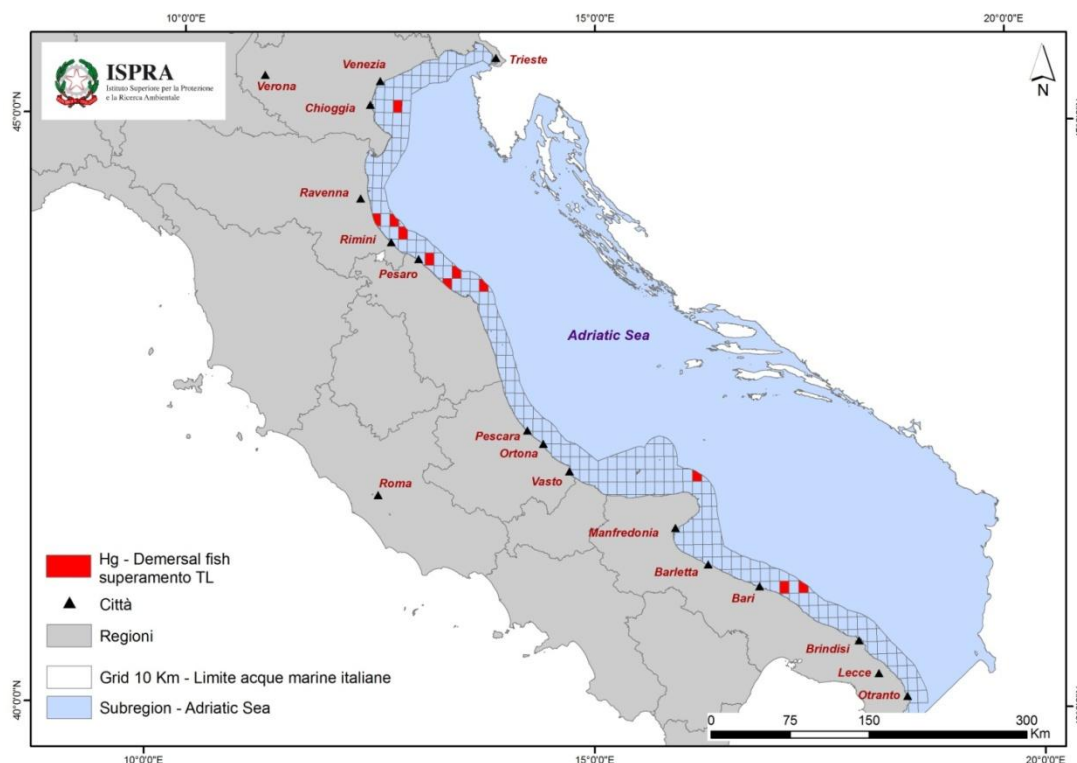 10°0'0"E
15°0'0"E
20°0'0"E
ISPRA
Istituto Superiore per la Protezione
e la Ricerca Ambientale
N
45°0'0"N
40°0'0"N
Verona
Venezia
Trieste
Chioggia
Ravenna
Rimini
Pesaro
Adriatic Sea
Pescara
Ortona
Vasto
Roma
Manfredonia
Barletta
Bari
Brindisi
Lecce
Otranto
Hg - Demersal fish
superamento TL
Città
Regioni
Grid 10 Km - Limite acque marine italiane
Subregion - Adriatic Sea
0 75 150 300
Km
10°0'0"E
15°0'0"E
20°0'0"E